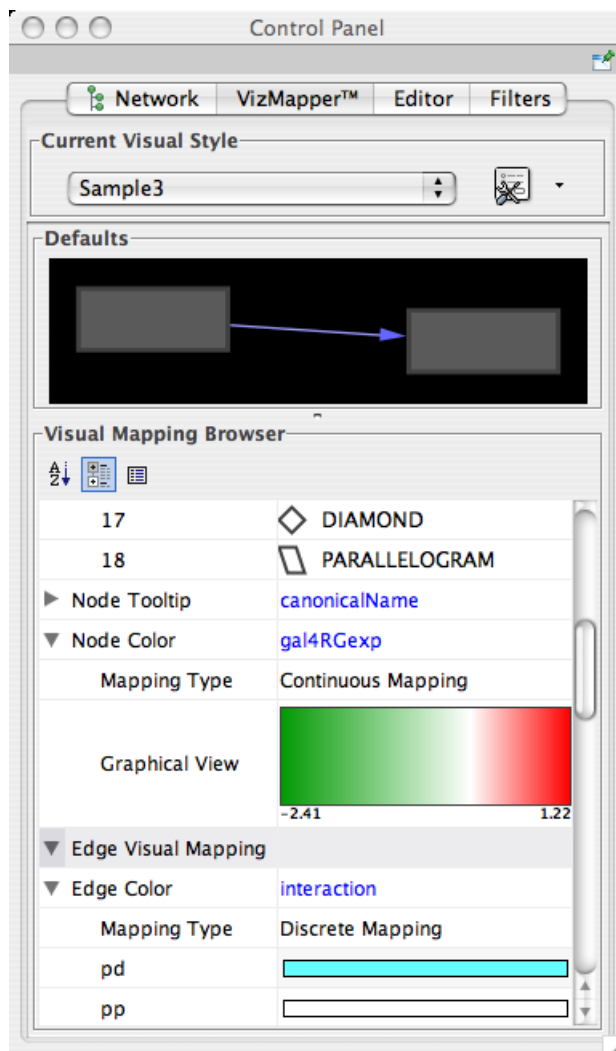 Control Panel
Network VizMapper™ Editor Filters
Current Visual Style
Sample3
Defaults
Visual Mapping Browser
A
Z
17 DIAMOND
18 PARALLELOGRAM
Node Tooltip canonicalName
Node Color gal4RGexp
Mapping Type Continuous Mapping
Graphical View
-2.41 1.22
Edge Visual Mapping
Edge Color interaction
Mapping Type Discrete Mapping
pd
pp